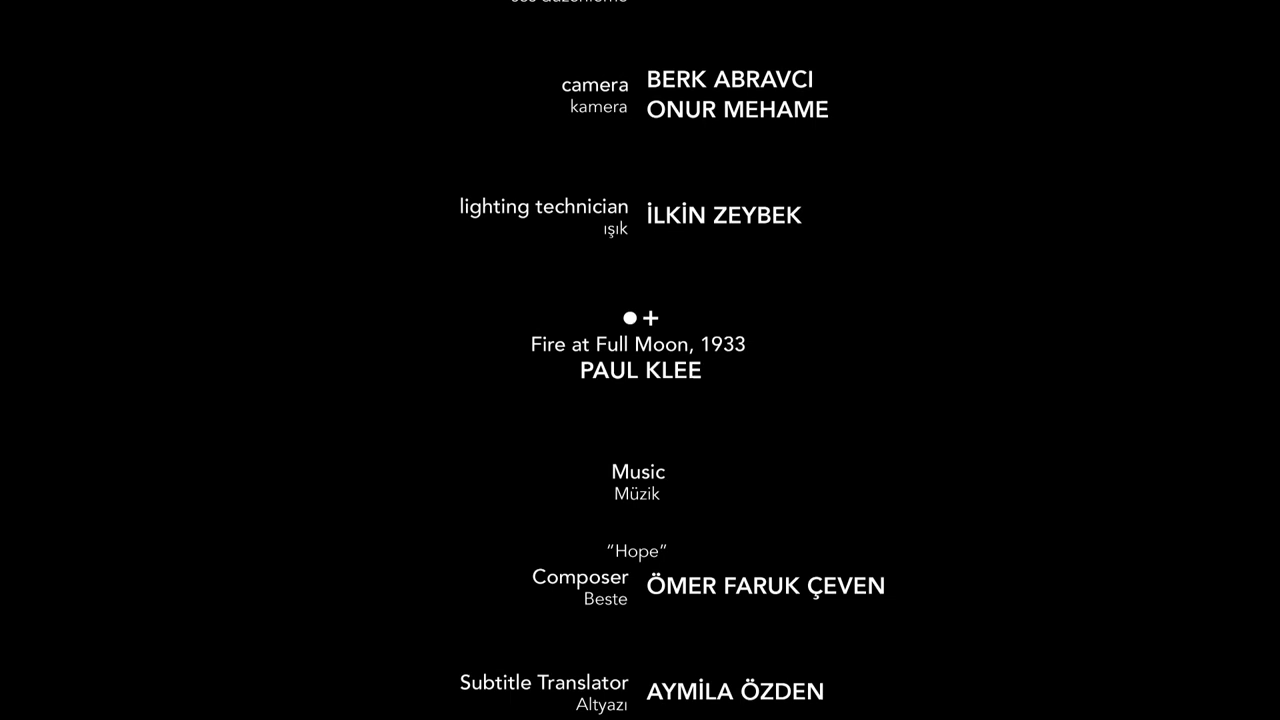 camera BERK ABRAVCI
kamera ONUR MEHAME
lighting technician İLKİN ZEYBEK
ışık
Fire at Full Moon, 1933
PAUL KLEE
Music
Müzik
“Hope”
Composer ÖMER FARUK ÇEVEN
Beste
Subtitle Translator AYMİLA ÖZDEN
Altyazı